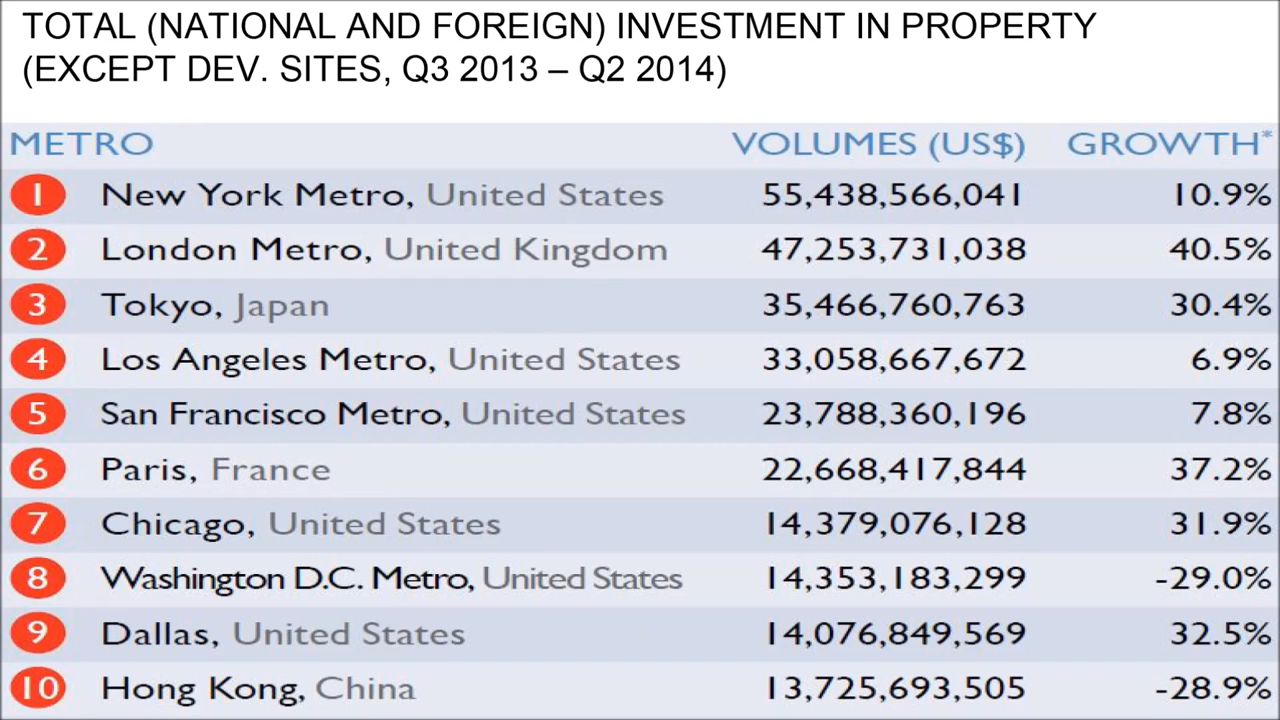 TOTAL (NATIONAL AND FOREIGN) INVESTMENT IN PROPERTY
(EXCEPT DEV. SITES, Q3 2013 – Q2 2014)
METRO VOLUMES (US$) GROWTH*
1 New York Metro, United States 55,438,566,041 10.9%
2 London Metro, United Kingdom 47,253,731,038 40.5%
3 Tokyo, Japan 35,466,760,763 30.4%
4 Los Angeles Metro, United States 33,058,667,672 6.9%
5 San Francisco Metro, United States 23,788,360,196 7.8%
6 Paris, France 22,668,417,844 37.2%
7 Chicago, United States 14,379,076,128 31.9%
8 Washington D.C. Metro, United States 14,353,183,299 -29.0%
9 Dallas, United States 14,076,849,569 32.5%
10 Hong Kong, China 13,725,693,505 -28.9%